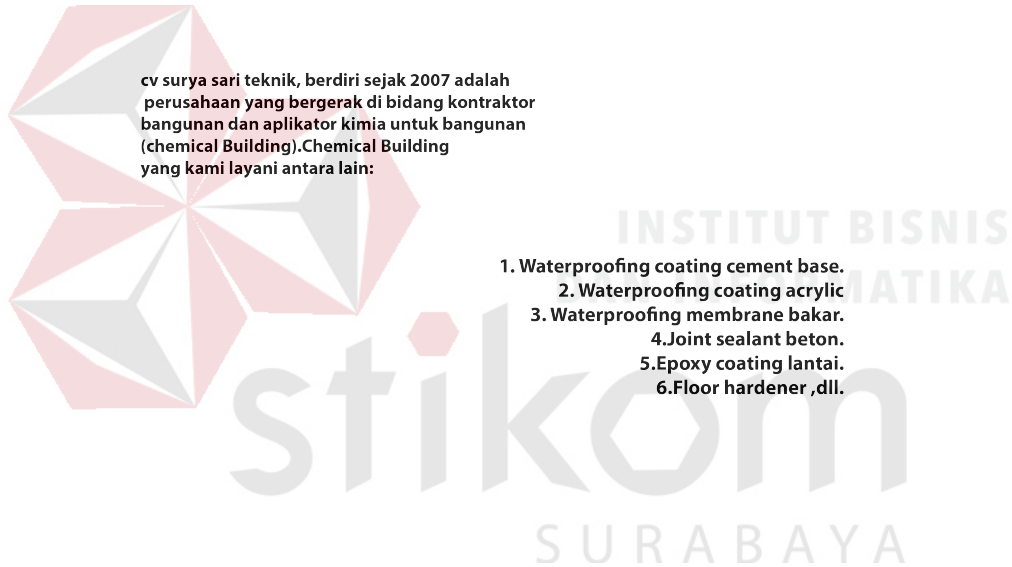 cv surya sari teknik, berdiri sejak 2007 adalah
perusahaan yang bergerak di bidang kontraktor
bangunan dan aplikator kimia untuk bangunan
(chemical Building).Chemical Building
yang kami layani antara lain:
INSTITUT BISNIS
1. Waterproofing coating cement base.
2. Waterproofing coating acrylic
INFORMATIKA
3. Waterproofing membrane bakar.
4.Joint sealant beton.
5.Epoxy coating lantai.
6.Floor hardener ,dll.
stikom
SURABAYA